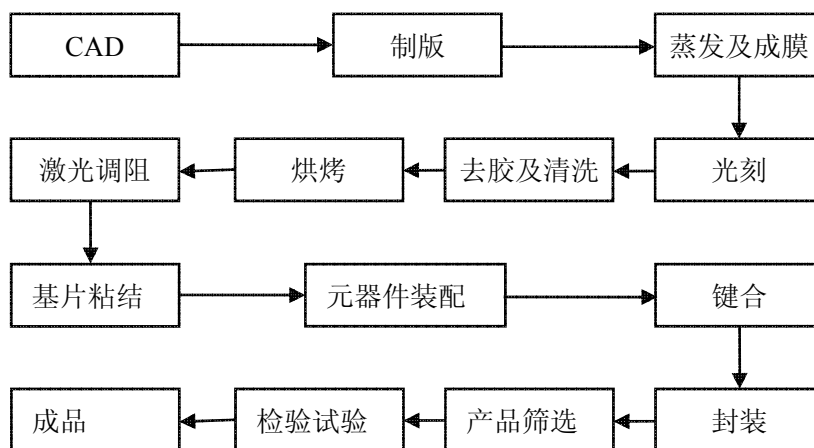 CAD
制版
蒸发及成膜
光刻
去胶及清洗
烘烤
激光调阻
基片粘结
元器件装配
键合
封装
产品筛选
检验试验
成品